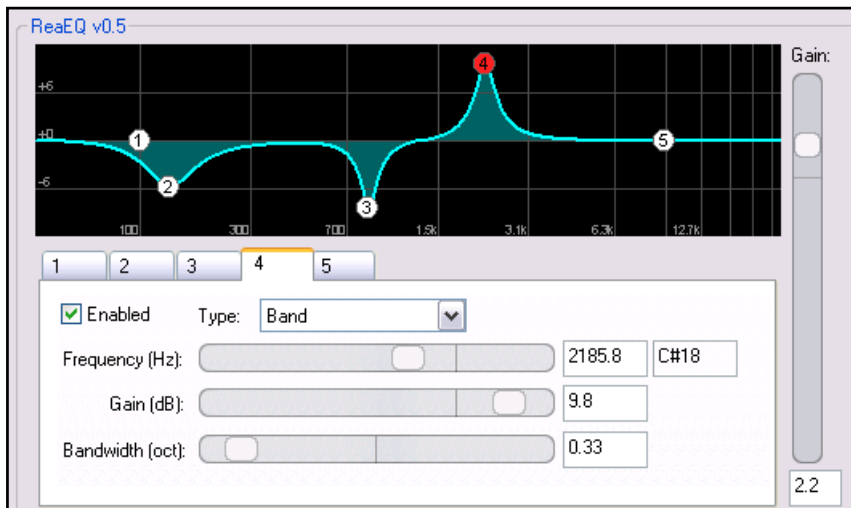 ReaEQ v0.5
Gain:
+6
4
+0
1
5
2
-6
3
100 300 700 1.5k 3.1k 6.3k 12.7k
1 2 3 4 5
Enabled Type: Band
Frequency (Hz): 2185.8 C#18
Gain (dB): 9.8
Bandwidth (oct): 0.33
2.2